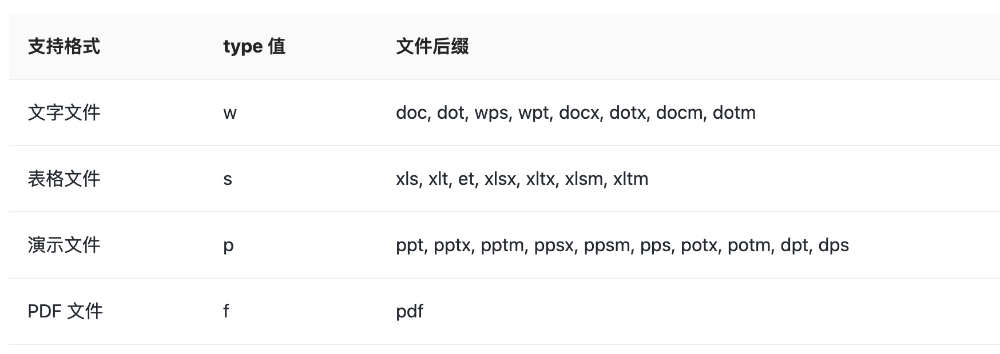 支持格式 type 值 文件后缀
文字文件 w doc, dot, wps, wpt, docx, dotx, docm, dotm
表格文件 s xls, xlt, et, xlsx, xltx, xlsm, xltm
演示文件 p ppt, pptx, pptm, ppsx, ppsm, pps, potx, potm, dpt, dps
PDF 文件 f pdf